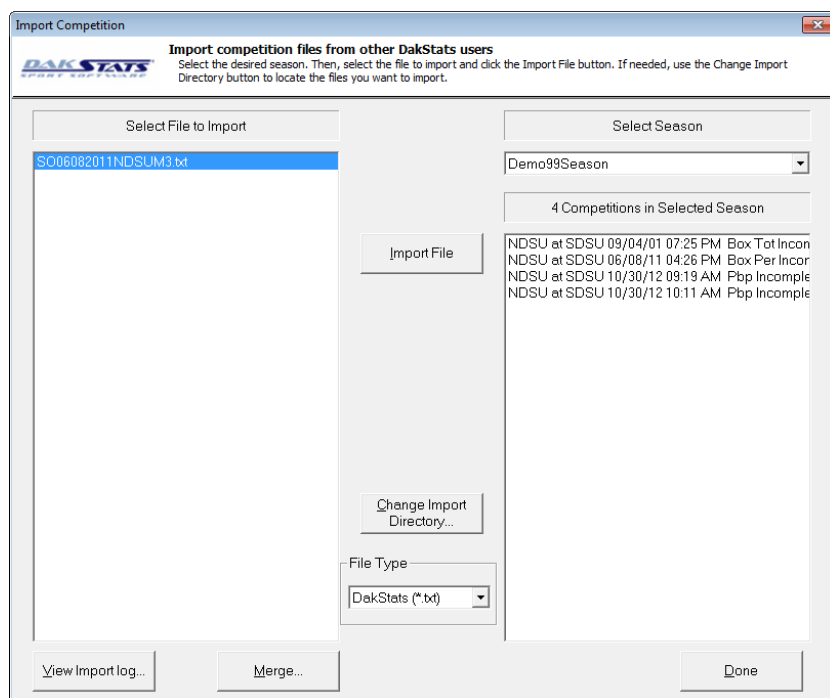 Import Competition
Import competition files from other DakStats users
DAKSTATS
SPORT SOFTWARE
Select the desired season. Then, select the file to import and click the Import File button. If needed, use the Change Import
Directory button to locate the files you want to import.
Select File to Import
SO06082011NDSUM3.txt
Import File
Change Import
Directory...
File Type
DakStats (*.txt)
Select Season
Demo99Season
4 Competitions in Selected Season
NDSU at SDSU 09/04/01 07:25 PM Box Tot Incon
NDSU at SDSU 06/08/11 04:26 PM Box Per Incor
NDSU at SDSU 10/30/12 09:19 AM Pbp Incomple
NDSU at SDSU 10/30/12 10:11 AM Pbp Incomple
View Import log...
Merge...
Done